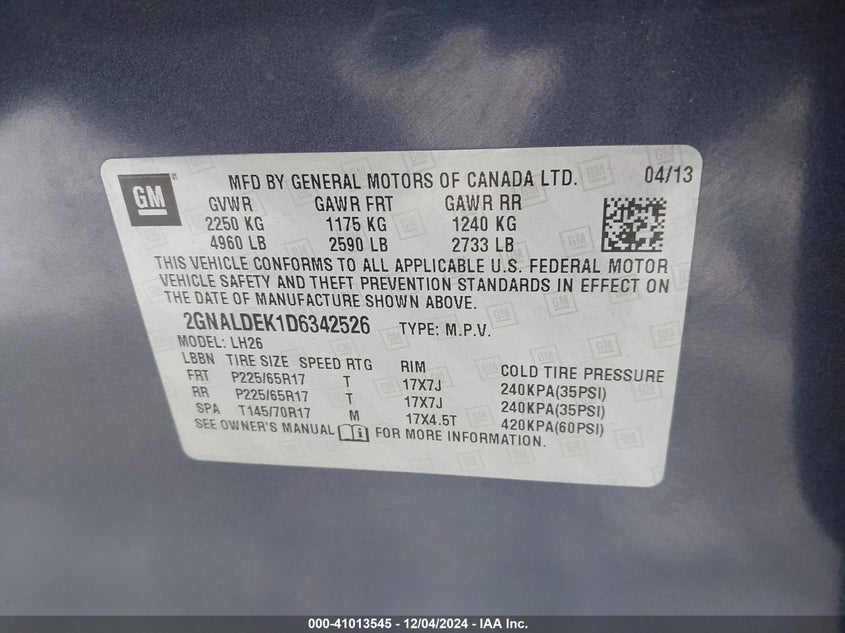 GM
MFD BY GENERAL MOTORS OF CANADA LTD. 04/13
GVWR GAWR FRT GAWR RR
2250 KG 1175 KG 1240 KG
4960 LB 2590 LB 2733 LB
THIS VEHICLE CONFORMS TO ALL APPLICABLE U.S. FEDERAL MOTOR
VEHICLE SAFETY AND THEFT PREVENTION STANDARDS IN EFFECT ON
THE DATE OF MANUFACTURE SHOWN ABOVE.
2GNALDEK1D6342526 TYPE: M.P.V.
MODEL: LH26
LBBN TIRE SIZE SPEED RTG RIM COLD TIRE PRESSURE
FRT P225/65R17 T 17X7J 240KPA(35PSI)
RR P225/65R17 T 17X7J 240KPA(35PSI)
SPA T145/70R17 M 17X4.5T 420KPA(60PSI)
SEE OWNER'S MANUAL FOR MORE INFORMATION.
000-41013545 - 12/04/2024 - IAA Inc.